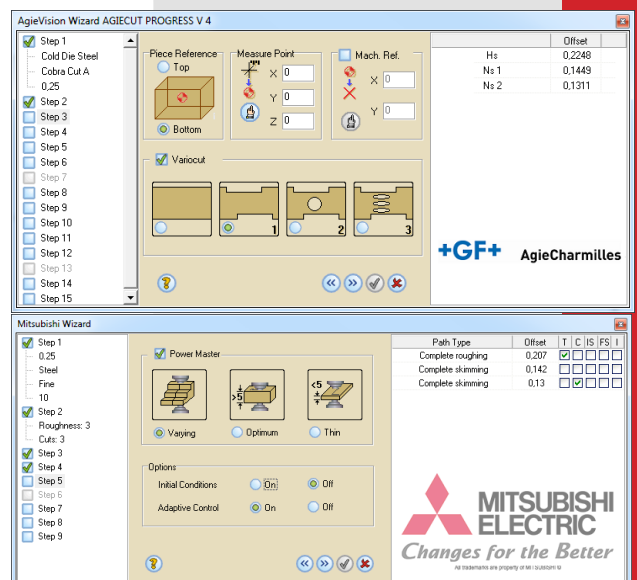 AgieVision Wizard AGIECUT PROGRESS V 4
Step 1
Cold Die Steel
Cobra Cut A
0,25
Step 2
Step 3
Step 4
Step 5
Step 6
Step 7
Step 8
Step 9
Step 10
Step 11
Step 12
Step 13
Step 14
Step 15
Piece Reference
Top
Bottom
Measure Point
X 0
Y 0
Z 0
Mach. Ref.
X 0
Y 0
Variocut
1
2
3
Offset
Hs 0,2248
Ns 1 0,1449
Ns 2 0,1311
+GF+ AgieCharmilles
Mitsubishi Wizard
Step 1
0.25
Steel
Fine
10
Step 2
Roughness: 3
Cuts: 3
Step 3
Step 4
Step 5
Step 6
Step 7
Step 8
Step 9
Power Master
>5
<5
Varying Optimum Thin
Options
Initial Conditions On Off
Adaptive Control On Off
Path Type Offset T C IS FS I
Complete roughing 0,207
Complete skimming 0,142
Complete skimming 0,13
MITSUBISHI
ELECTRIC
Changes for the Better